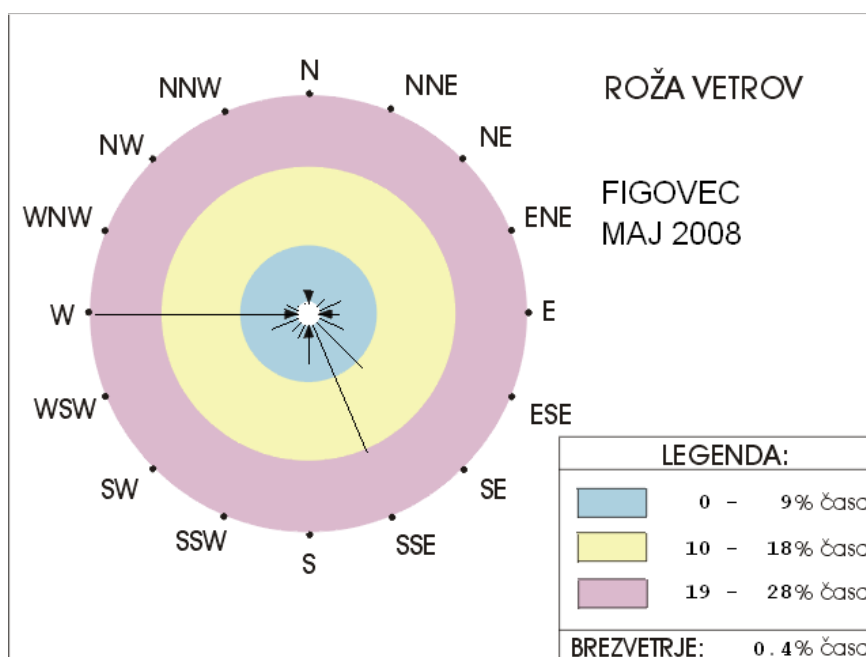 ROŽA VETROV
FIGOVEC
MAJ 2008
N
NNE
NE
ENE
E
ESE
SE
SSE
S
SSW
SW
WSW
W
WNW
NW
NNW
LEGENDA:
0 - 9% časa
10 - 18% časa
19 - 28% časa
BREZVETRJE: 0.4% časa